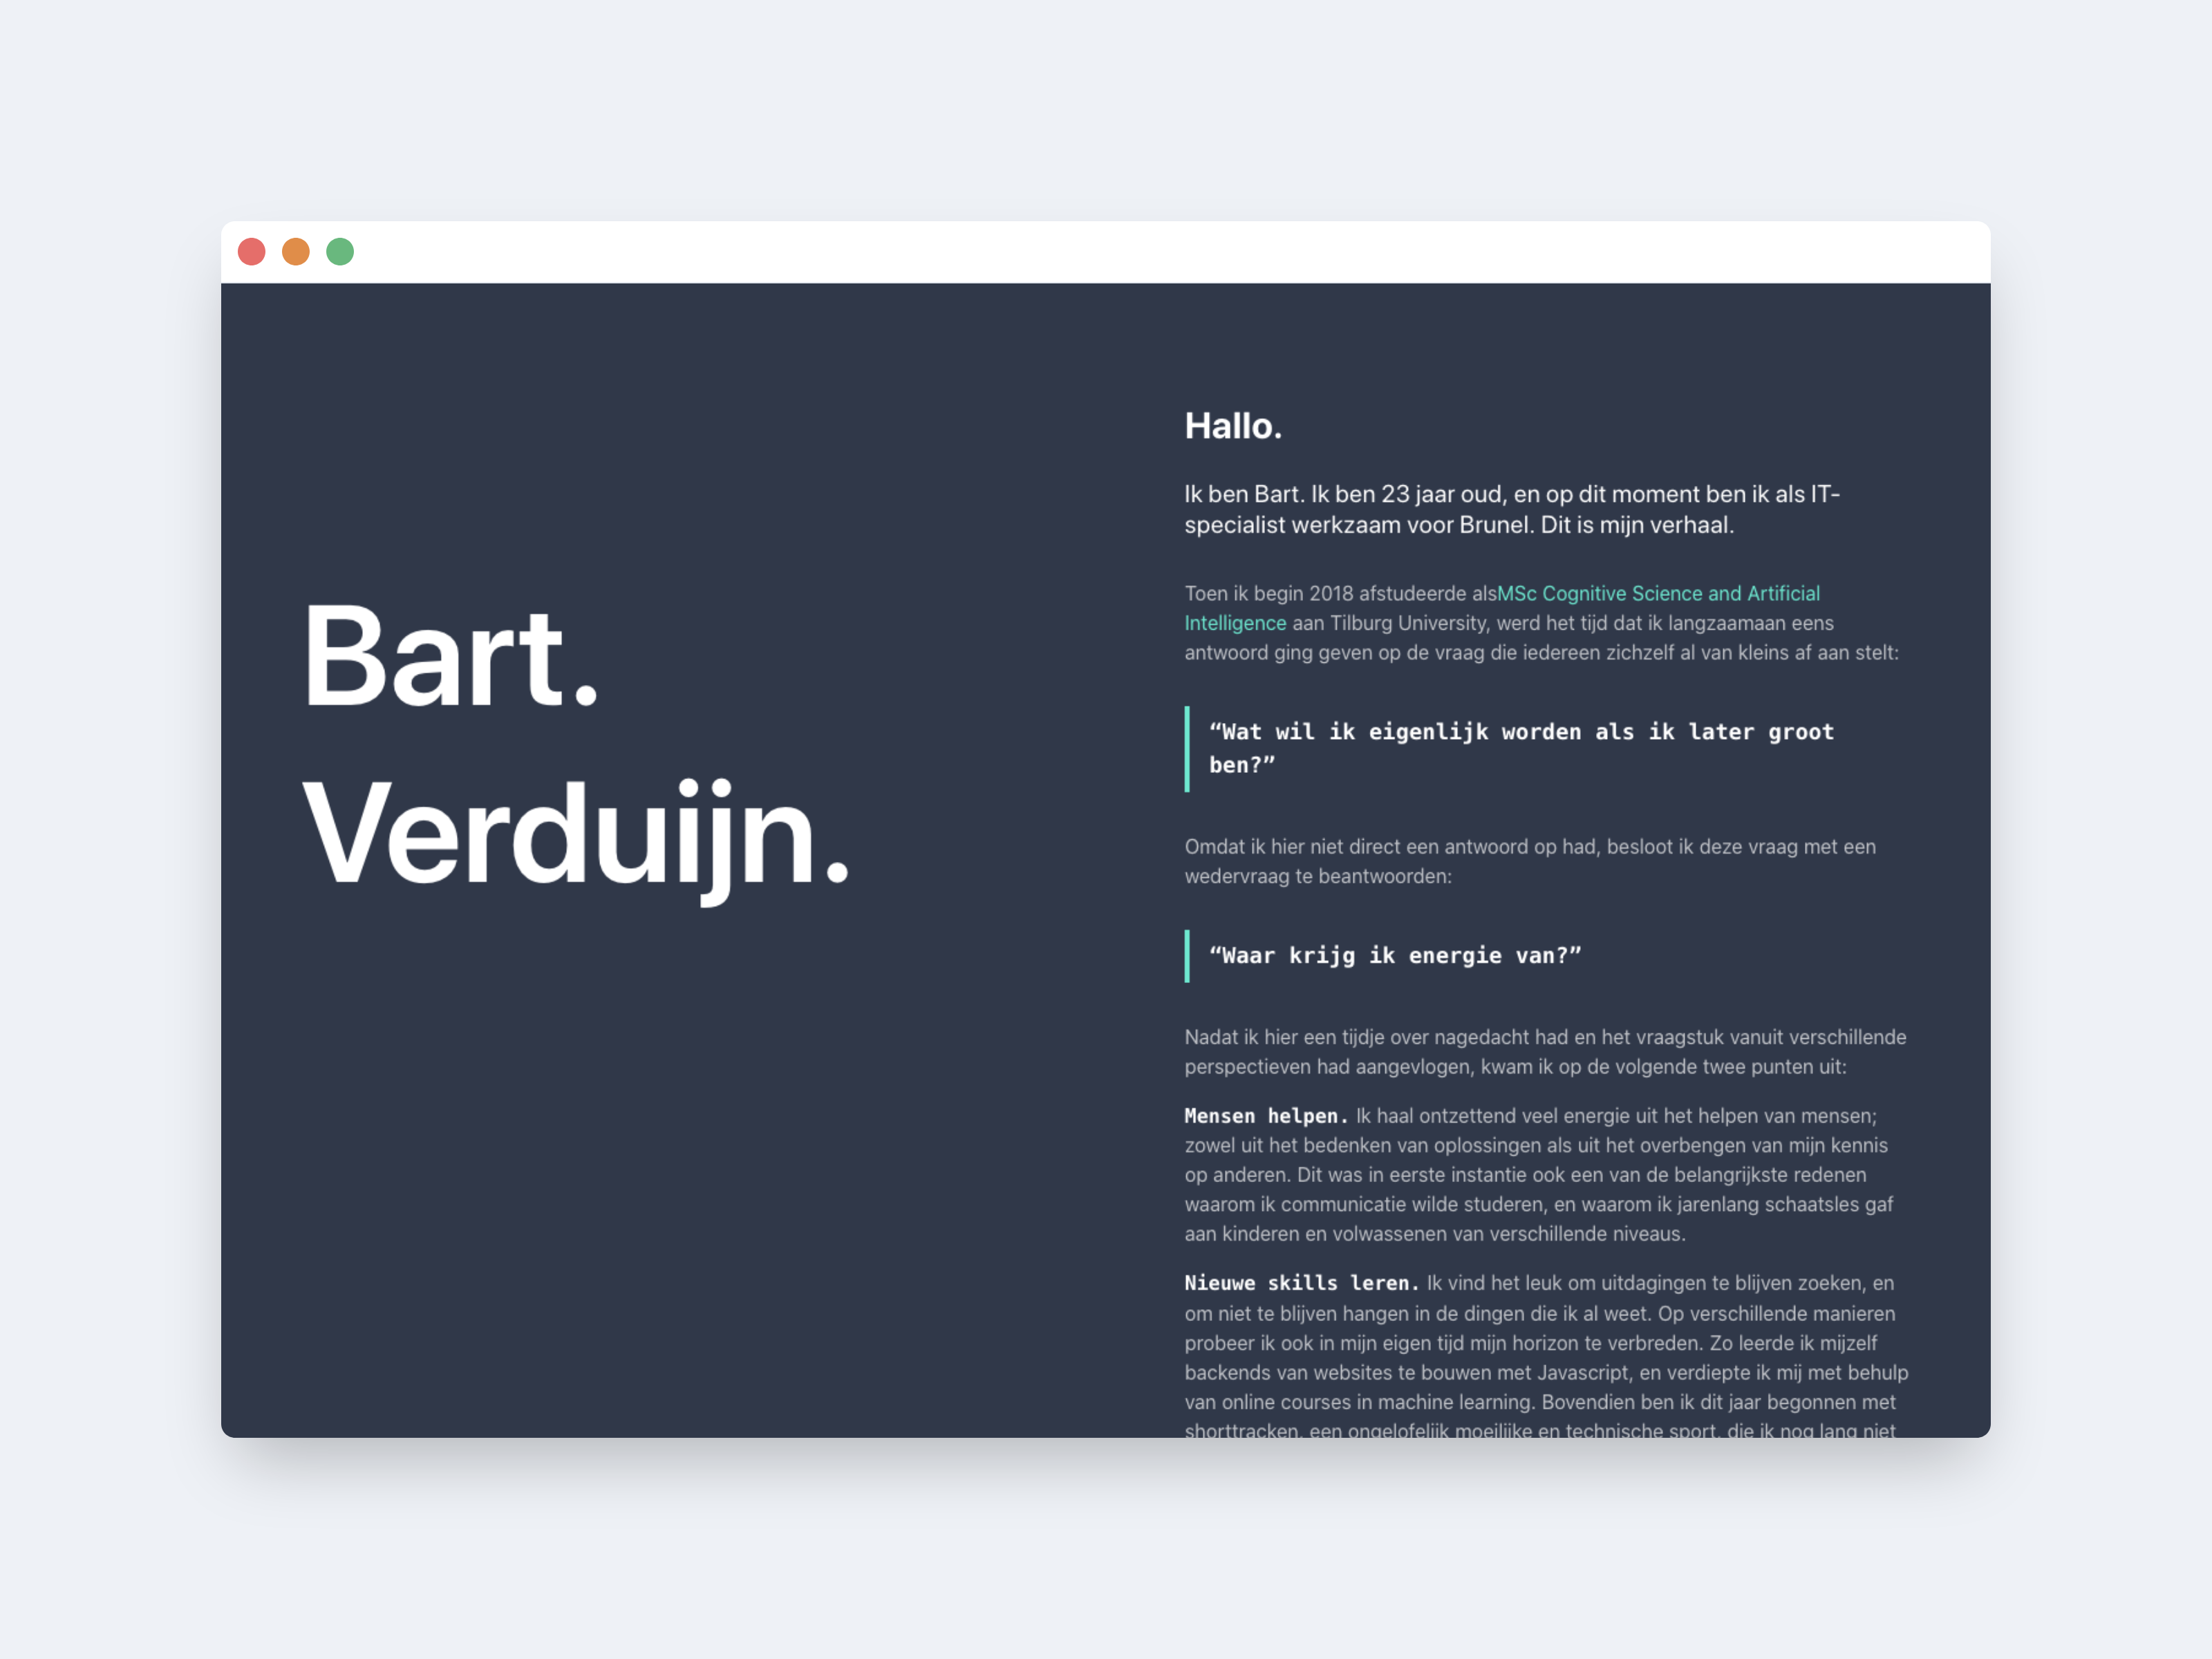 Bart.
Verduijn.
Hallo.
Ik ben Bart. Ik ben 23 jaar oud, en op dit moment ben ik als IT-
specialist werkzaam voor Brunel. Dit is mijn verhaal.
Toen ik begin 2018 afstudeerde alsMSc Cognitive Science and Artificial
Intelligence aan Tilburg University, werd het tijd dat ik langzaamaan eens
antwoord ging geven op de vraag die iedereen zichzelf al van kleins af aan stelt:
“Wat wil ik eigenlijk worden als ik later groot
ben?”
Omdat ik hier niet direct een antwoord op had, besloot ik deze vraag met een
wedervraag te beantwoorden:
“Waar krijg ik energie van?”
Nadat ik hier een tijdje over nagedacht had en het vraagstuk vanuit verschillende
perspectieven had aangevlogen, kwam ik op de volgende twee punten uit:
Mensen helpen. Ik haal ontzettend veel energie uit het helpen van mensen;
zowel uit het bedenken van oplossingen als uit het overbengen van mijn kennis
op anderen. Dit was in eerste instantie ook een van de belangrijkste redenen
waarom ik communicatie wilde studeren, en waarom ik jarenlang schaatsles gaf
aan kinderen en volwassenen van verschillende niveaus.
Nieuwe skills leren. Ik vind het leuk om uitdagingen te blijven zoeken, en
om niet te blijven hangen in de dingen die ik al weet. Op verschillende manieren
probeer ik ook in mijn eigen tijd mijn horizon te verbreden. Zo leerde ik mijzelf
backends van websites te bouwen met Javascript, en verdiepte ik mij met behulp
van online courses in machine learning. Bovendien ben ik dit jaar begonnen met
shorttracken, een ongelofelijk moeilijke en technische sport, die ik nog lang niet